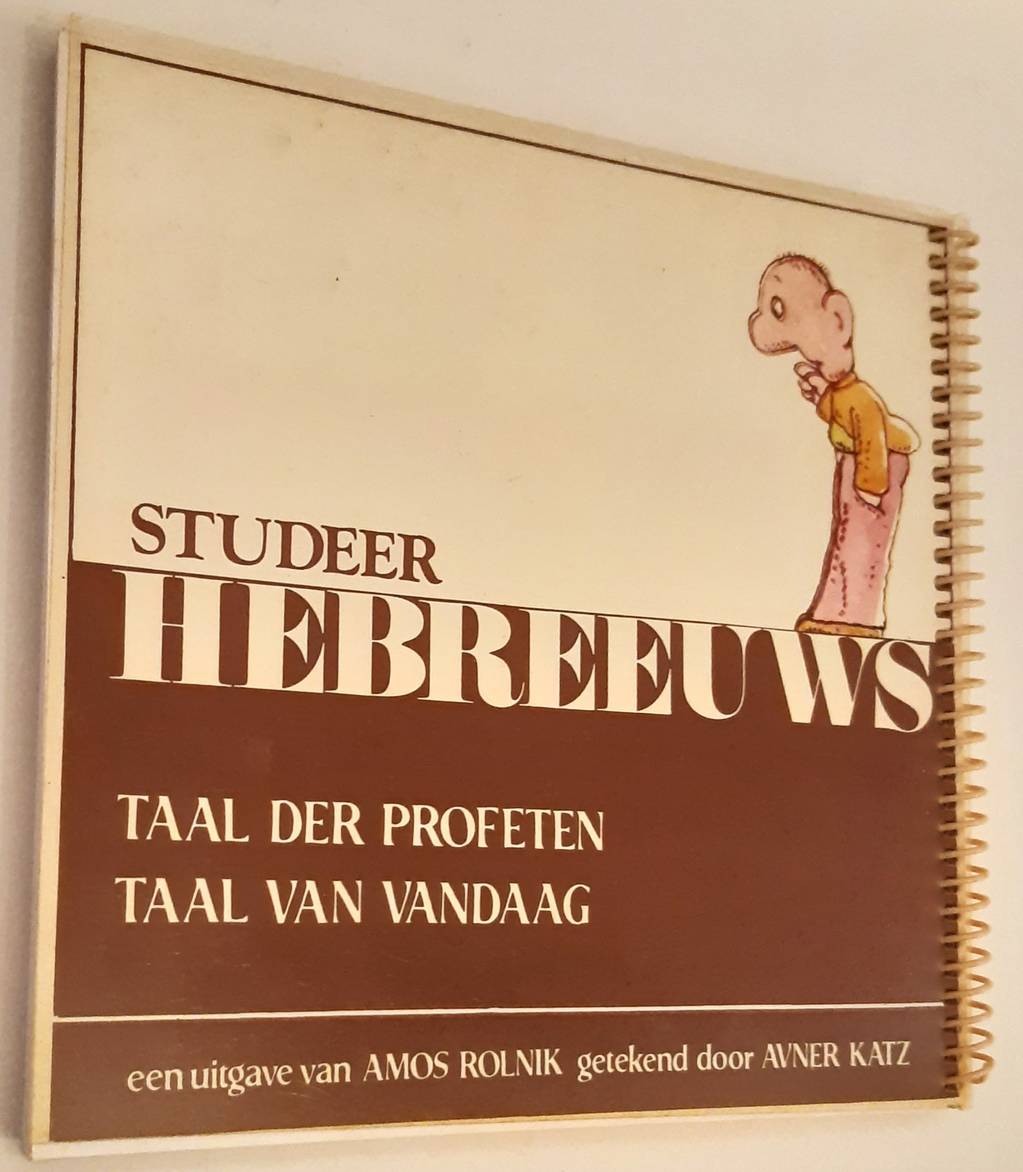 STUDEER
HEBREEUWS
TAAL DER PROFETEN
TAAL VAN VANDAAG
een uitgave van AMOS ROLNIK getekend door AVNER KATZ